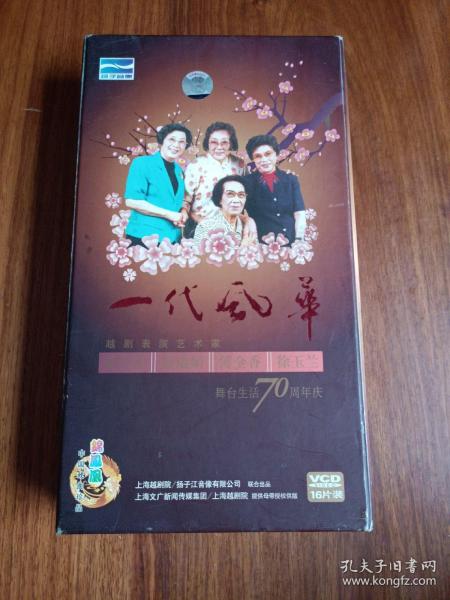 扬子音像
一代风华
越剧表演艺术家
金香 徐玉兰
舞台生活70周年庆
上海越剧院/扬子江音像有限公司 联合出品
上海文广新闻传媒集团/上海越剧院 提供母带授权供版
VCD
VIDEO
16片装
孔夫子旧书网
www.kongfz.com